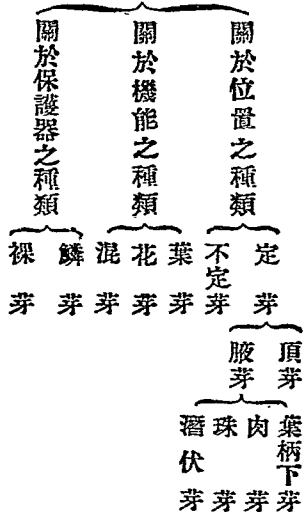 關於位置之種類
定芽
頂芽
腋芽
葉柄下芽
肉芽
珠芽
潛伏芽
不定芽
關於機能之種類
葉芽
花芽
混芽
關於保護器之種類
鱗芽
裸芽